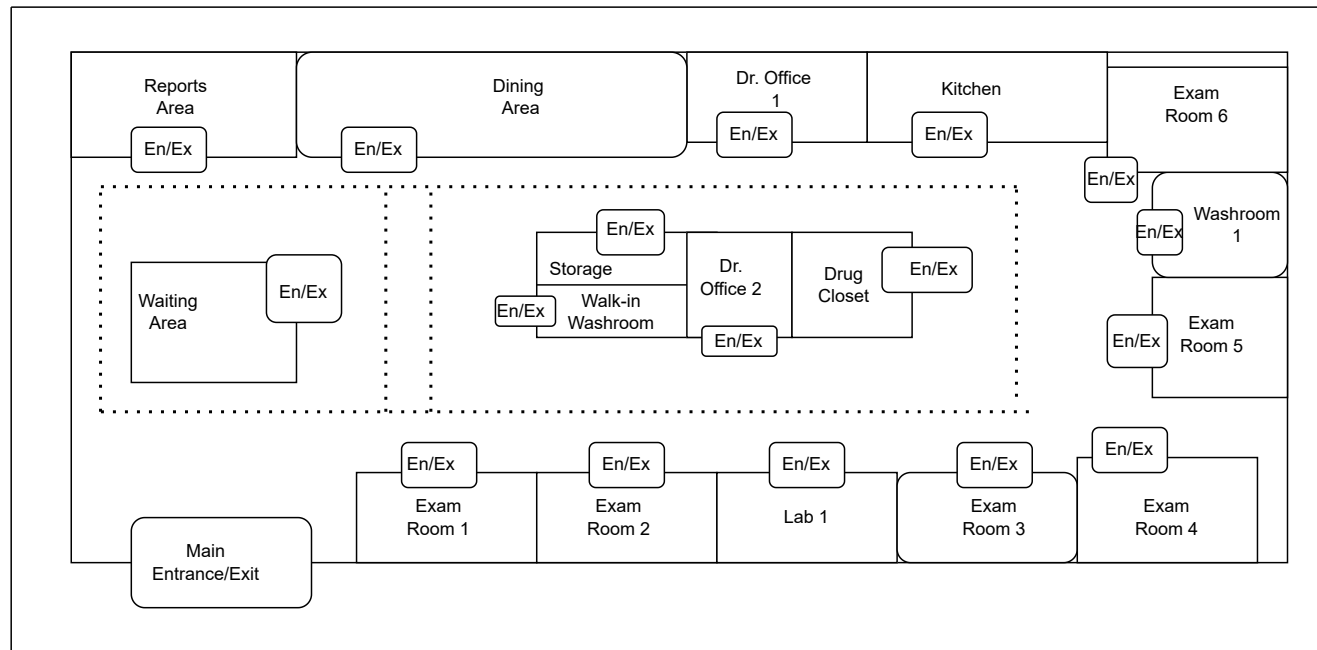 Reports
Area
En/Ex
Dining
Area
En/Ex
Dr. Office
1
En/Ex
Kitchen
En/Ex
Exam
Room 6
En/Ex
Washroom
1
En/Ex
Waiting
Area
En/Ex
En/Ex
Storage
Walk-in
Washroom
En/Ex
Dr.
Office 2
En/Ex
Drug
Closet
En/Ex
En/Ex
Exam
Room 5
En/Ex
Exam
Room 1
En/Ex
Exam
Room 2
En/Ex
Lab 1
En/Ex
Exam
Room 3
En/Ex
Exam
Room 4
Main
Entrance/Exit